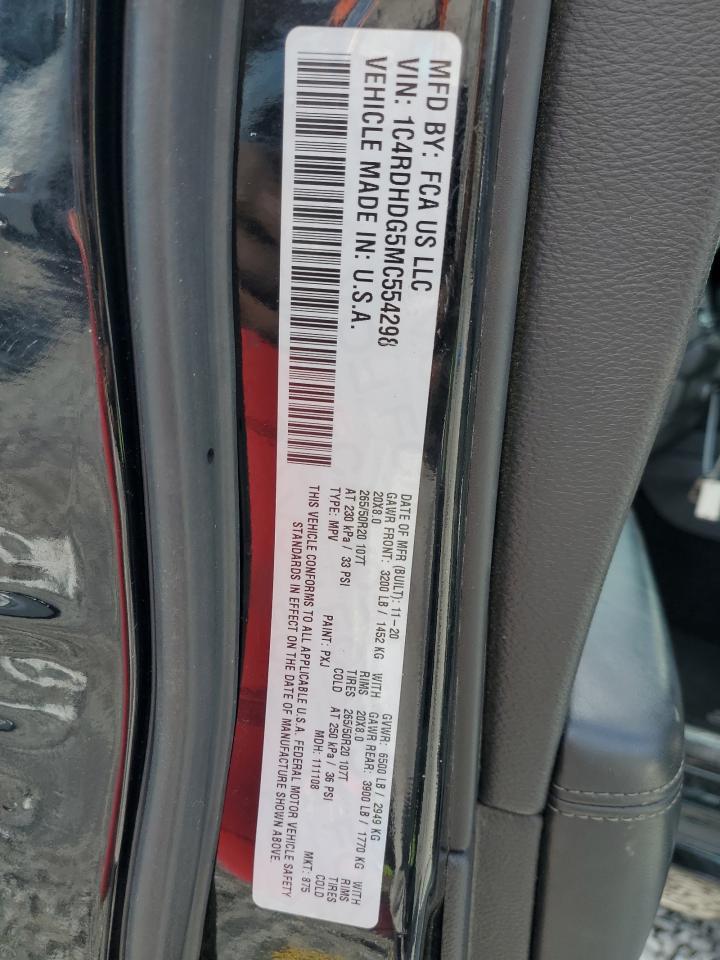 MFD BY: FCA US LLC
VIN: 1C4RDHDG5MC554298
VEHICLE MADE IN: U.S.A.
DATE OF MFR (BUILT): 11-20 GVWR: 6500 LB / 2949 KG
GAWR FRONT: 3200 LB / 1452 KG WITH GAWR REAR: 3900 LB / 1770 KG WITH
20X8.0 RIMS 20X8.0 RIMS
265/50R20 107T TIRES 265/50R20 107T TIRES
AT 230 kPa / 33 PSI COLD AT 250 kPa / 36 PSI COLD
TYPE: MPV PAINT: PXJ MDH: 111108 MKT: 875
THIS VEHICLE CONFORMS TO ALL APPLICABLE U.S.A. FEDERAL MOTOR VEHICLE SAFETY
STANDARDS IN EFFECT ON THE DATE OF MANUFACTURE SHOWN ABOVE.